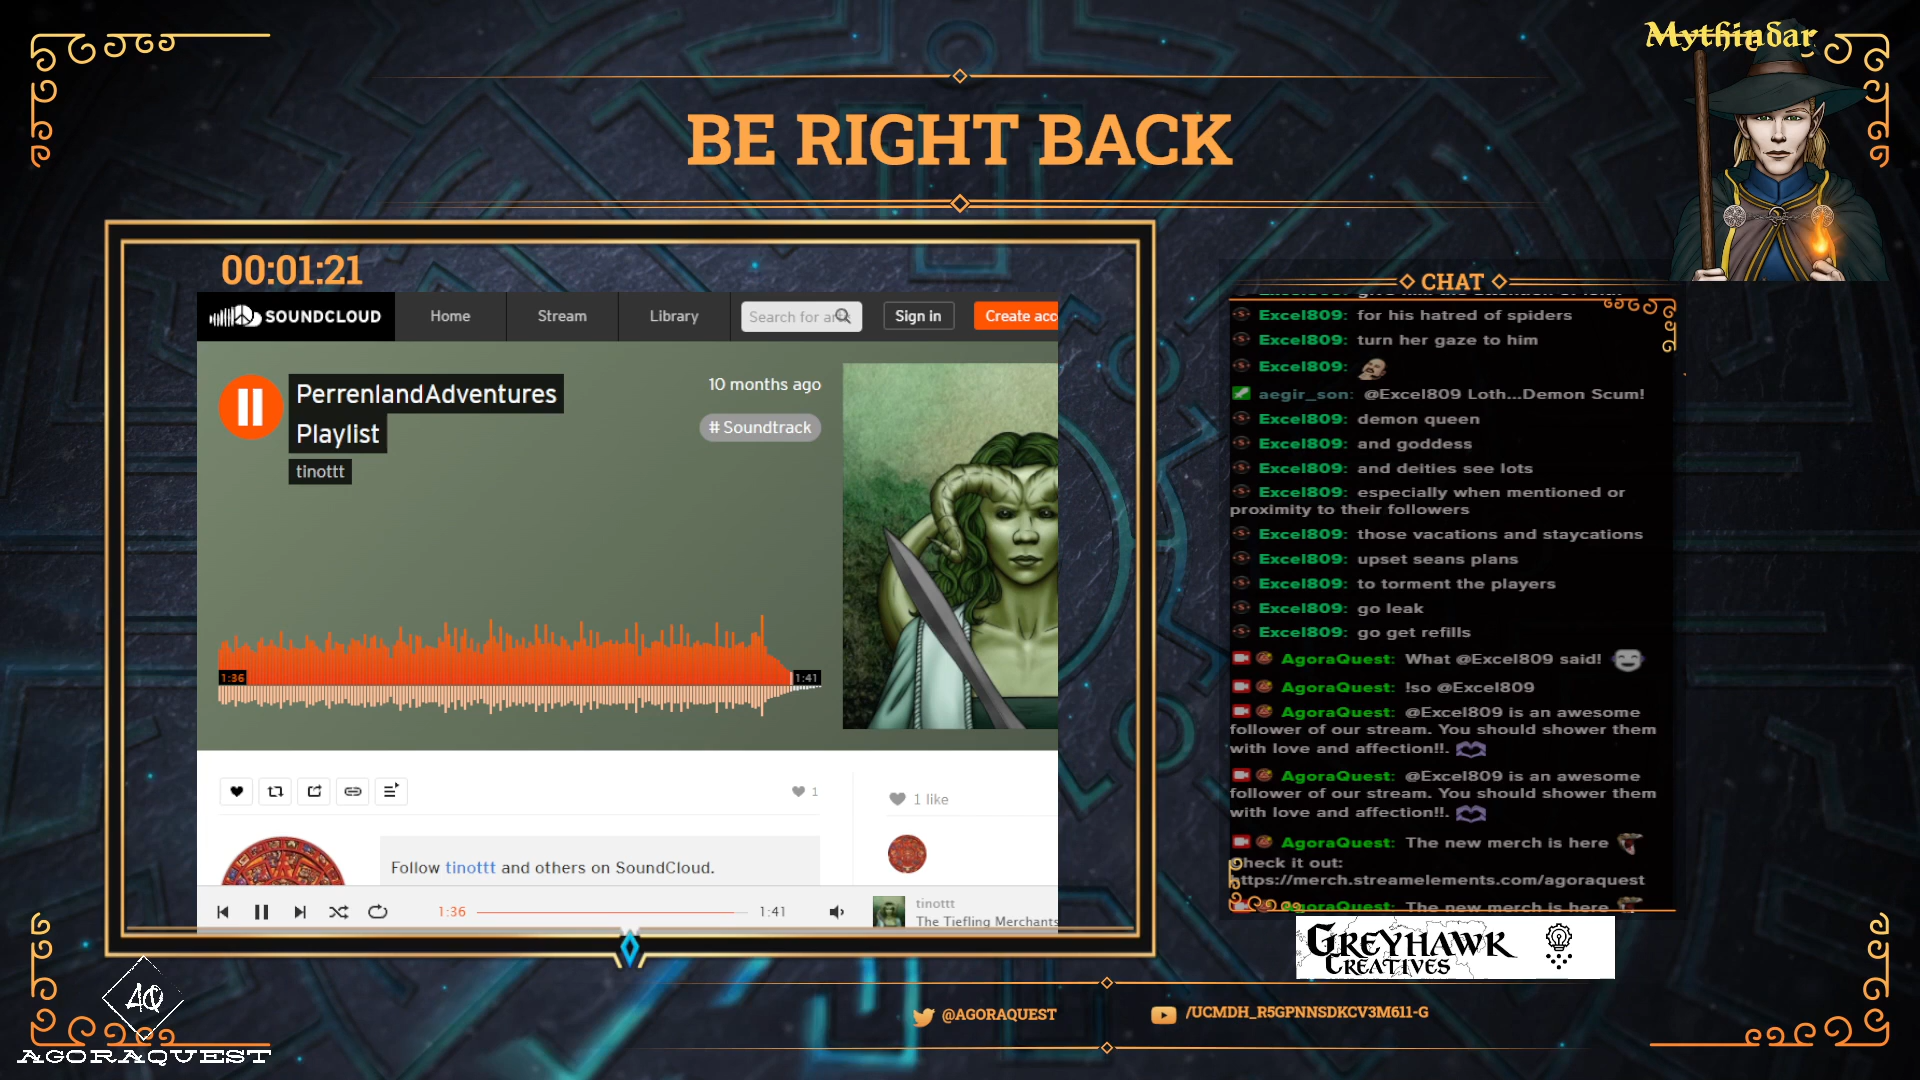 Mythindar
BE RIGHT BACK
00:01:21
SOUNDCLOUD
Home
Stream
Library
Search for ar
Sign in
Create acc
PerrenlandAdventures
Playlist
tinottt
10 months ago
# Soundtrack
1:36
1:41
1
1 like
Follow tinottt and others on SoundCloud.
1:36
1:41
tinottt
The Tiefling Merchants
CHAT
Excel809: for his hatred of spiders
Excel809: turn her gaze to him
Excel809:
aegir_son: @Excel809 Loth...Demon Scum!
Excel809: demon queen
Excel809: and goddess
Excel809: and deities see lots
Excel809: especially when mentioned or
proximity to their followers
Excel809: those vacations and staycations
Excel809: upset seans plans
Excel809: to torment the players
Excel809: go leak
Excel809: go get refills
AgoraQuest: What @Excel809 said!
AgoraQuest: !so @Excel809
AgoraQuest: @Excel809 is an awesome
follower of our stream. You should shower them
with love and affection!!.
AgoraQuest: @Excel809 is an awesome
follower of our stream. You should shower them
with love and affection!!.
AgoraQuest: The new merch is here
Check it out:
https://merch.streamelements.com/agoraquest
AgoraQuest: The new merch is here
GREYHAWK
CREATIVES
@AGORAQUEST
/UCMDH_R5GPNNSDKCV3M611-G
AQ
AGORAQUEST